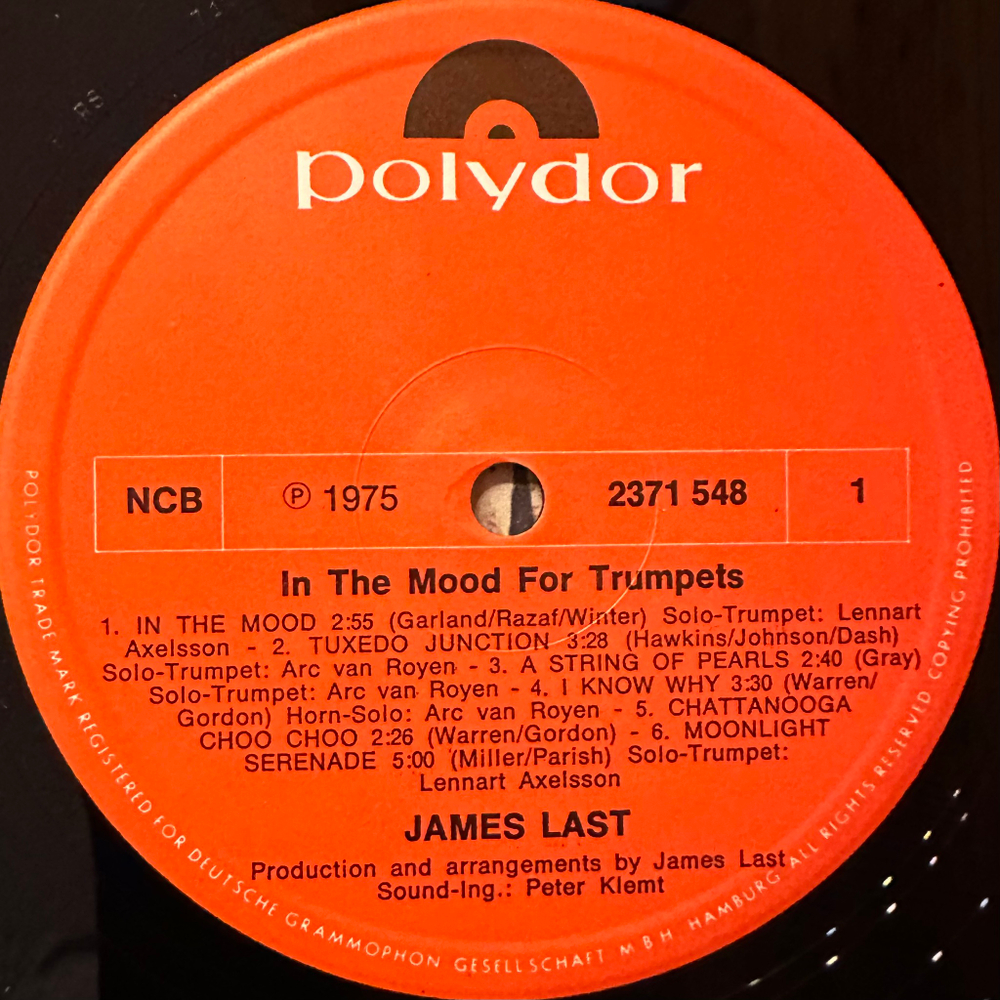 RS
polydor
NCB
℗ 1975
2371 548
1
In The Mood For Trumpets
1. IN THE MOOD 2:55 (Garland/Razaf/Winter) Solo-Trumpet: Lennart
Axelsson - 2. TUXEDO JUNCTION 3:28 (Hawkins/Johnson/Dash)
Solo-Trumpet: Arc van Royen - 3. A STRING OF PEARLS 2:40 (Gray)
Solo-Trumpet: Arc van Royen - 4. I KNOW WHY 3:30 (Warren/
Gordon) Horn-Solo: Arc van Royen - 5. CHATTANOOGA
CHOO CHOO 2:26 (Warren/Gordon) - 6. MOONLIGHT
SERENADE 5:00 (Miller/Parish) Solo-Trumpet:
Lennart Axelsson
JAMES LAST
Production and arrangements by James Last
Sound-Ing.: Peter Klemt
POLYDOR TRADE MARK REGISTERED FOR DEUTSCHE GRAMMOPHON GESELLSCHAFT MBH HAMBURG ALL RIGHTS RESERVED COPYING PROHIBITED